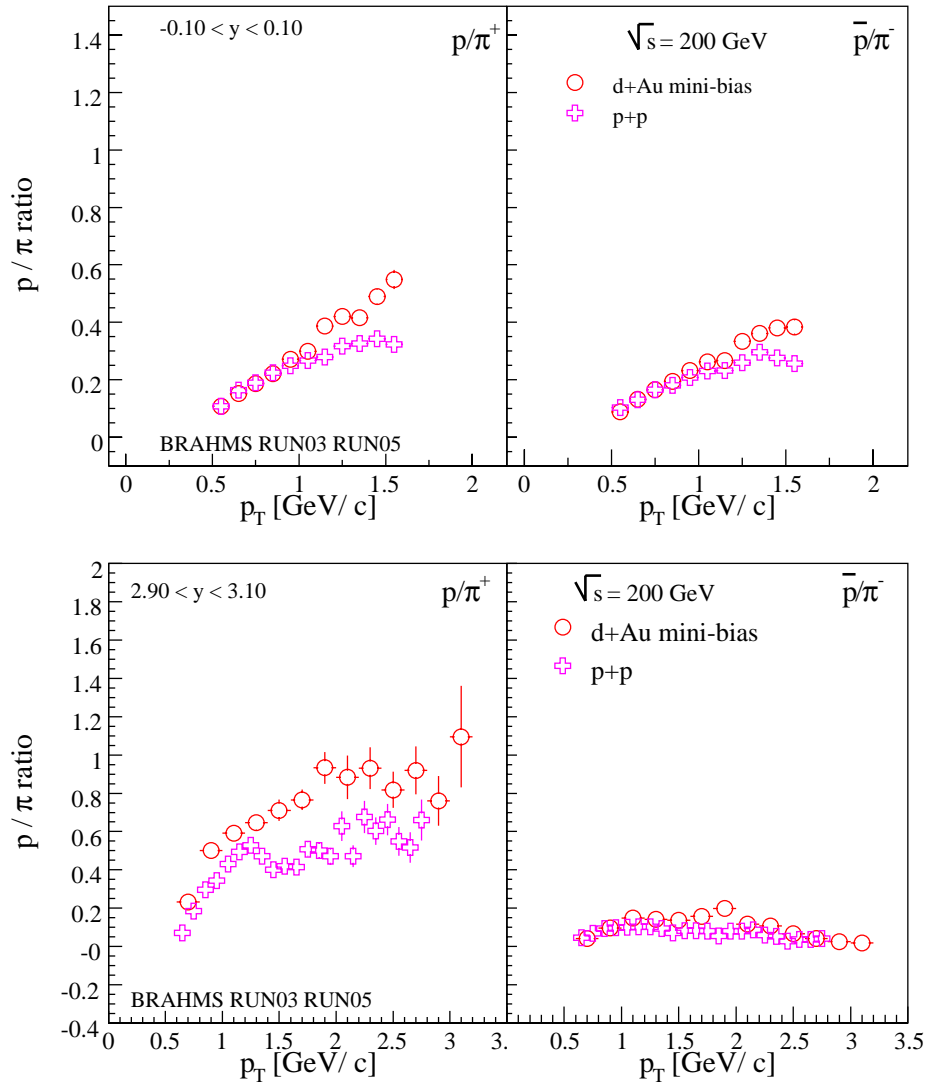 -0.10 < y < 0.10
p/π⁺
√s = 200 GeV
p̅/π⁻
d+Au mini-bias
p+p
1.4
1.2
1
0.8
0.6
0.4
0.2
0
p / π ratio
BRAHMS RUN03 RUN05
0 0.5 1 1.5 2
0 0.5 1 1.5 2
p_T [GeV/ c]
p_T [GeV/ c]
2.90 < y < 3.10
p/π⁺
√s = 200 GeV
p̅/π⁻
d+Au mini-bias
p+p
2
1.8
1.6
1.4
1.2
1
0.8
0.6
0.4
0.2
-0
-0.2
-0.4
p / π ratio
BRAHMS RUN03 RUN05
0 0.5 1 1.5 2 2.5 3.
0.5 1 1.5 2 2.5 3 3.5
p_T [GeV/ c]
p_T [GeV/ c]